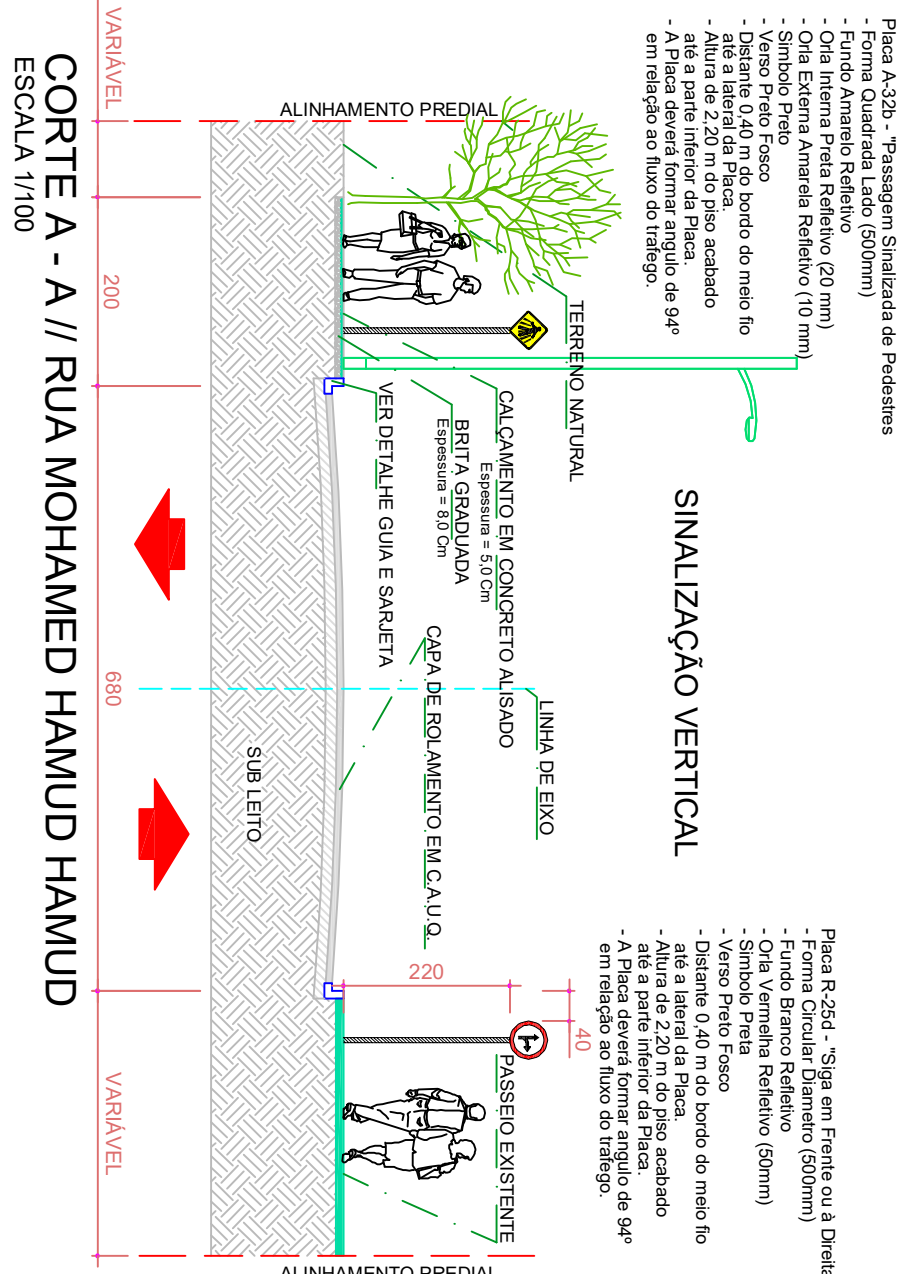 Placa A-32b - "Passagem Sinalizada de Pedestres
- Forma Quadrada Lado (500mm)
- Fundo Amarelo Refletivo
- Orla Interna Preta Refletivo (20 mm)
- Orla Externa Amarela Refletivo (10 mm)
- Simbolo Preto
- Verso Preto Fosco
- Distante 0,40 m do bordo do meio fio
até a lateral da Placa.
- Altura de 2,20 m do piso acabado
até a parte inferior da Placa.
- A Placa deverá formar angulo de 94º
em relação ao fluxo do trafego.
Placa R-25d - "Siga em Frente ou à Direita
- Forma Circular Diametro (500mm)
- Fundo Branco Refletivo
- Orla Vermelha Refletivo (50mm)
- Simbolo Preta
- Verso Preto Fosco
- Distante 0,40 m do bordo do meio fio
até a lateral da Placa.
- Altura de 2,20 m do piso acabado
até a parte inferior da Placa.
- A Placa deverá formar angulo de 94º
em relação ao fluxo do trafego.
SINALIZAÇÃO VERTICAL
TERRENO NATURAL
LINHA DE EIXO
40
CALÇAMENTO EM CONCRETO ALISADO
Espessura = 5,0 Cm
PASSEIO EXISTENTE
BRITA GRADUADA
Espessura = 8,0 Cm
CAPA DE ROLAMENTO EM C.A.U.Q.
220
VER DETALHE GUIA E SARJETA
ALINHAMENTO PREDIAL
ALINHAMENTO PREDIAL
SUB LEITO
VARIÁVEL
200
680
VARIÁVEL
CORTE A - A // RUA MOHAMED HAMUD HAMUD
ESCALA 1/100